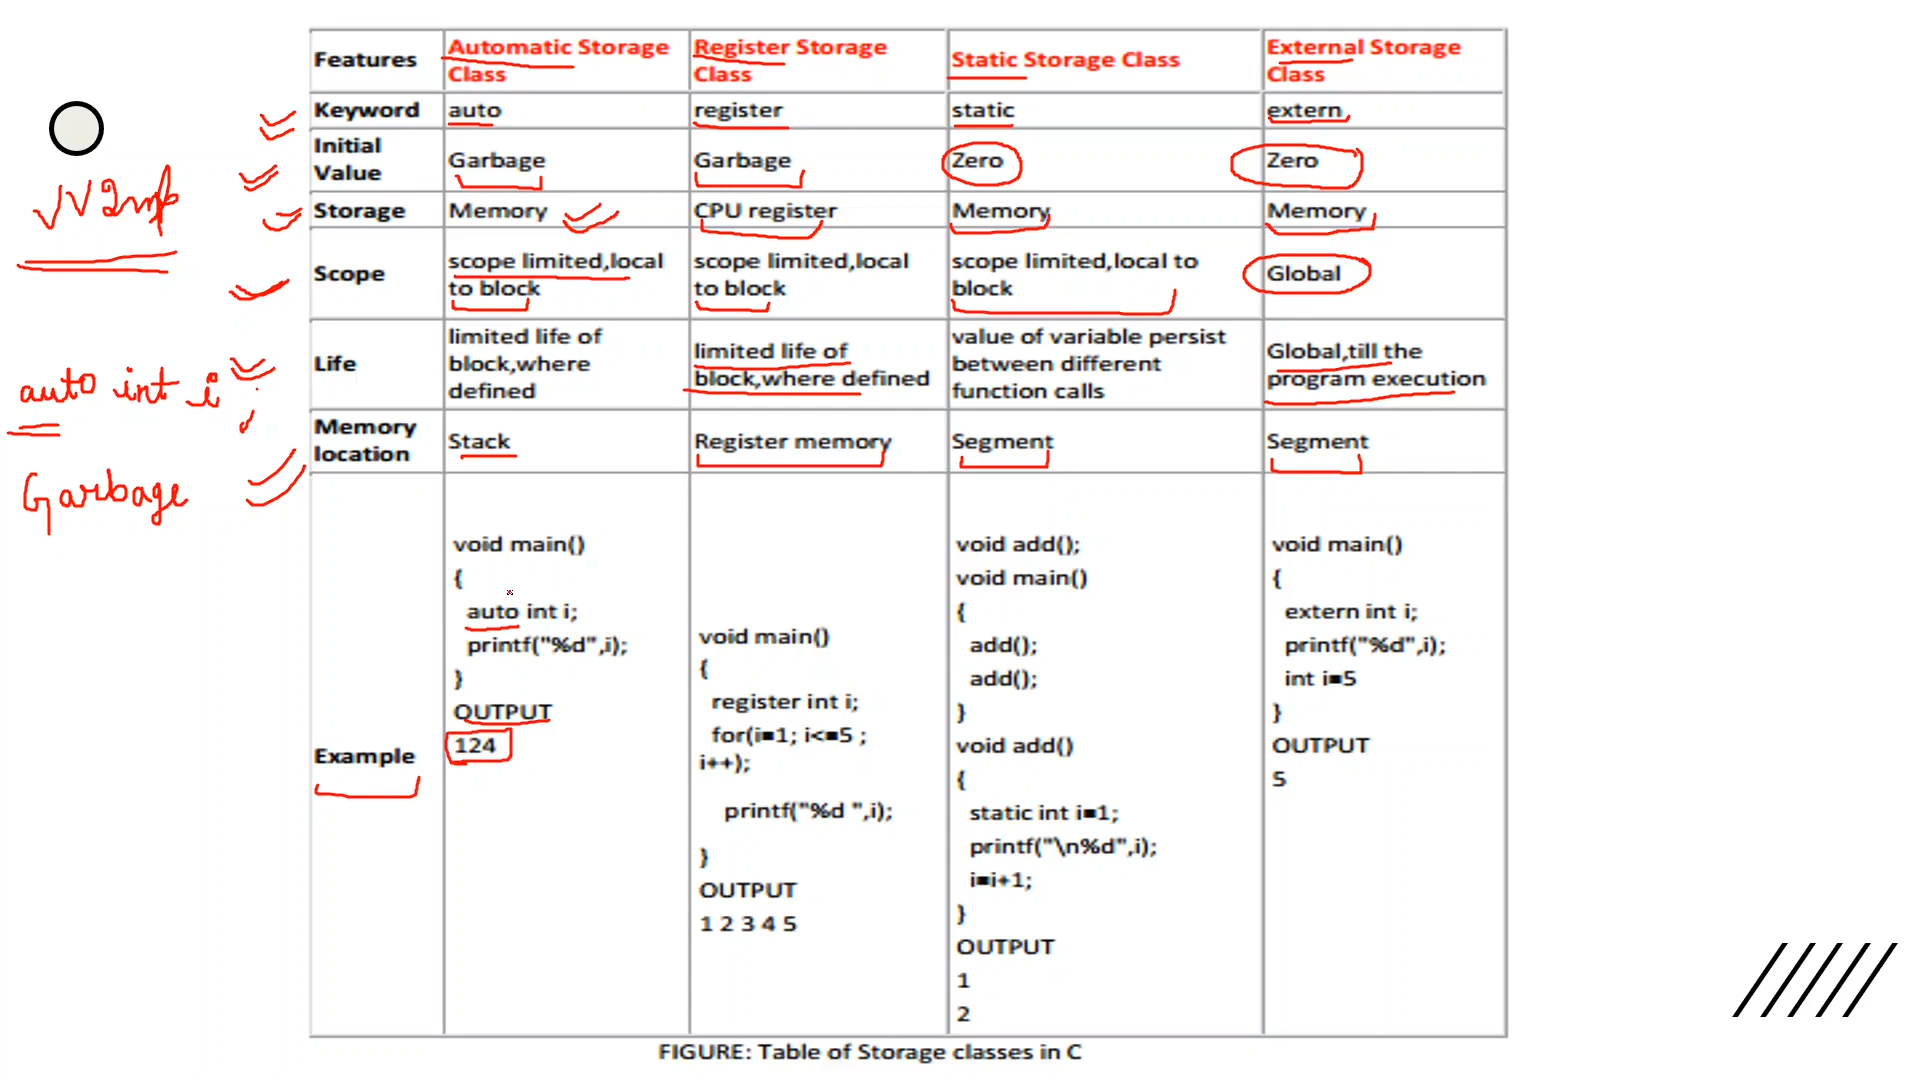 Features
Automatic Storage
Class
Register Storage
Class
Static Storage Class
External Storage
Class
Keyword
auto
register
static
extern
Initial
Value
Garbage
Garbage
Zero
Zero
Storage
Memory
CPU register
Memory
Memory
Scope
scope limited,local
to block
scope limited,local
to block
scope limited,local to
block
Global
Life
limited life of
block,where
defined
limited life of
block,where defined
value of variable persist
between different
function calls
Global,till the
program execution
Memory
location
Stack
Register memory
Segment
Segment
Example
void main()
{
auto int i;
printf("%d",i);
}
OUTPUT
124
void main()
{
register int i;
for(i=1; i<=5 ;
i++);
printf("%d ",i);
}
OUTPUT
1 2 3 4 5
void add();
void main()
{
add();
add();
}
void add()
{
static int i=1;
printf("\n%d",i);
i=i+1;
}
OUTPUT
1
2
void main()
{
extern int i;
printf("%d",i);
int i=5
}
OUTPUT
5
FIGURE: Table of Storage classes in C
auto int i
Garbage